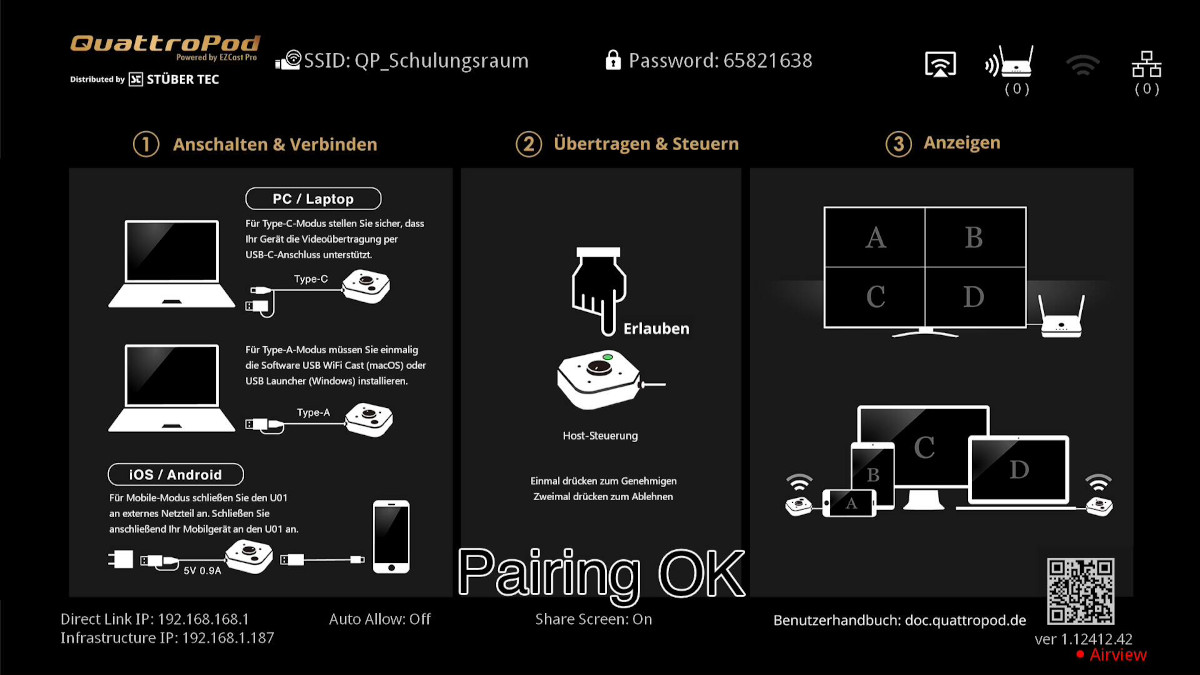 QuattroPod
Powered by EZCast Pro
Distributed by STÜBER TEC
SSID: QP_Schulungsraum
Password: 65821638
(0)
(0)
1 Anschalten & Verbinden
2 Übertragen & Steuern
3 Anzeigen
PC / Laptop
Für Type-C-Modus stellen Sie sicher, dass
Ihr Gerät die Videoübertragung per
USB-C-Anschluss unterstützt.
Type-C
Für Type-A-Modus müssen Sie einmalig
die Software USB WiFi Cast (macOS) oder
USB Launcher (Windows) installieren.
Type-A
iOS / Android
Für Mobile-Modus schließen Sie den U01
an externes Netzteil an. Schließen Sie
anschließend Ihr Mobilgerät an den U01 an.
5V 0.9A
Erlauben
Host-Steuerung
Einmal drücken zum Genehmigen
Zweimal drücken zum Ablehnen
A B
C D
C
B
D
A
Pairing OK
Direct Link IP: 192.168.168.1
Infrastructure IP: 192.168.1.187
Auto Allow: Off
Share Screen: On
Benutzerhandbuch: doc.quattropod.de
ver 1.12412.42
Airview